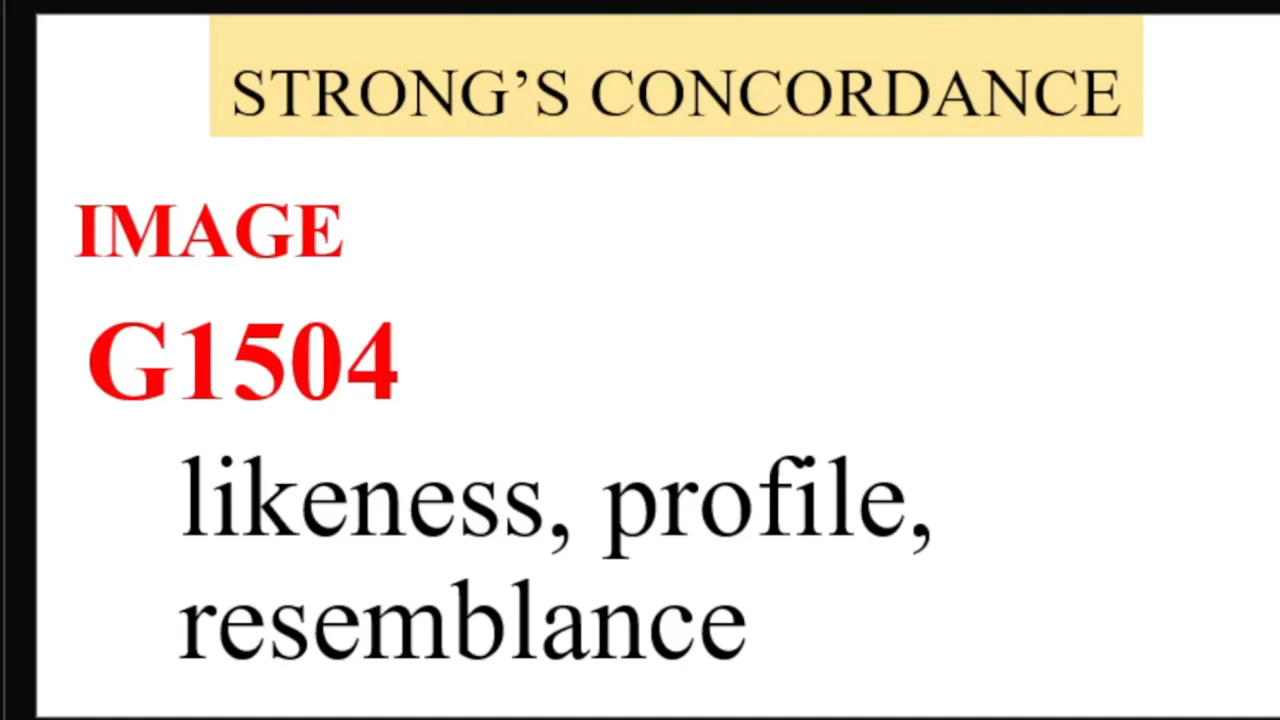 STRONG’S CONCORDANCE
IMAGE
G1504
likeness, profile,
resemblance